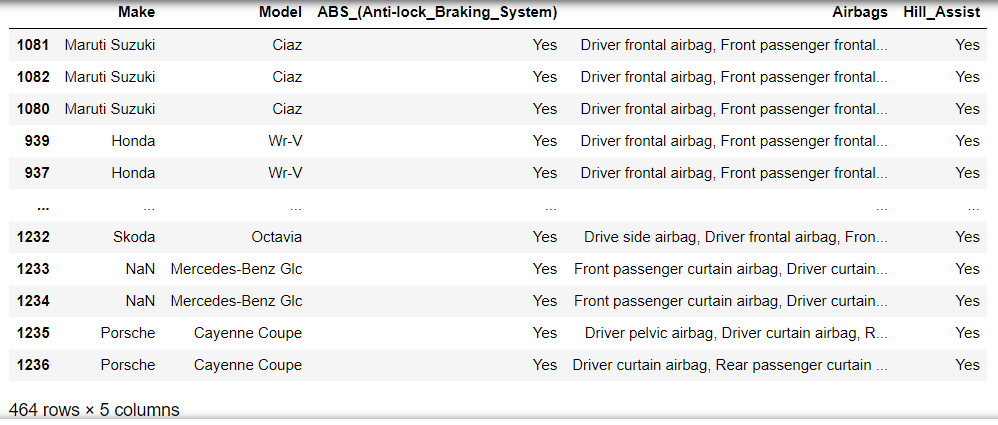 Make Model ABS_(Anti-lock_Braking_System) Airbags Hill_Assist
1081 Maruti Suzuki Ciaz Yes Driver frontal airbag, Front passenger frontal... Yes
1082 Maruti Suzuki Ciaz Yes Driver frontal airbag, Front passenger frontal... Yes
1080 Maruti Suzuki Ciaz Yes Driver frontal airbag, Front passenger frontal... Yes
939 Honda Wr-V Yes Driver frontal airbag, Front passenger frontal... Yes
937 Honda Wr-V Yes Driver frontal airbag, Front passenger frontal... Yes
... ... ... ... ... ...
1232 Skoda Octavia Yes Drive side airbag, Driver frontal airbag, Fron... Yes
1233 NaN Mercedes-Benz Glc Yes Front passenger curtain airbag, Driver curtain... Yes
1234 NaN Mercedes-Benz Glc Yes Front passenger curtain airbag, Driver curtain... Yes
1235 Porsche Cayenne Coupe Yes Driver pelvic airbag, Driver curtain airbag, R... Yes
1236 Porsche Cayenne Coupe Yes Driver curtain airbag, Rear passenger curtain ... Yes
464 rows × 5 columns